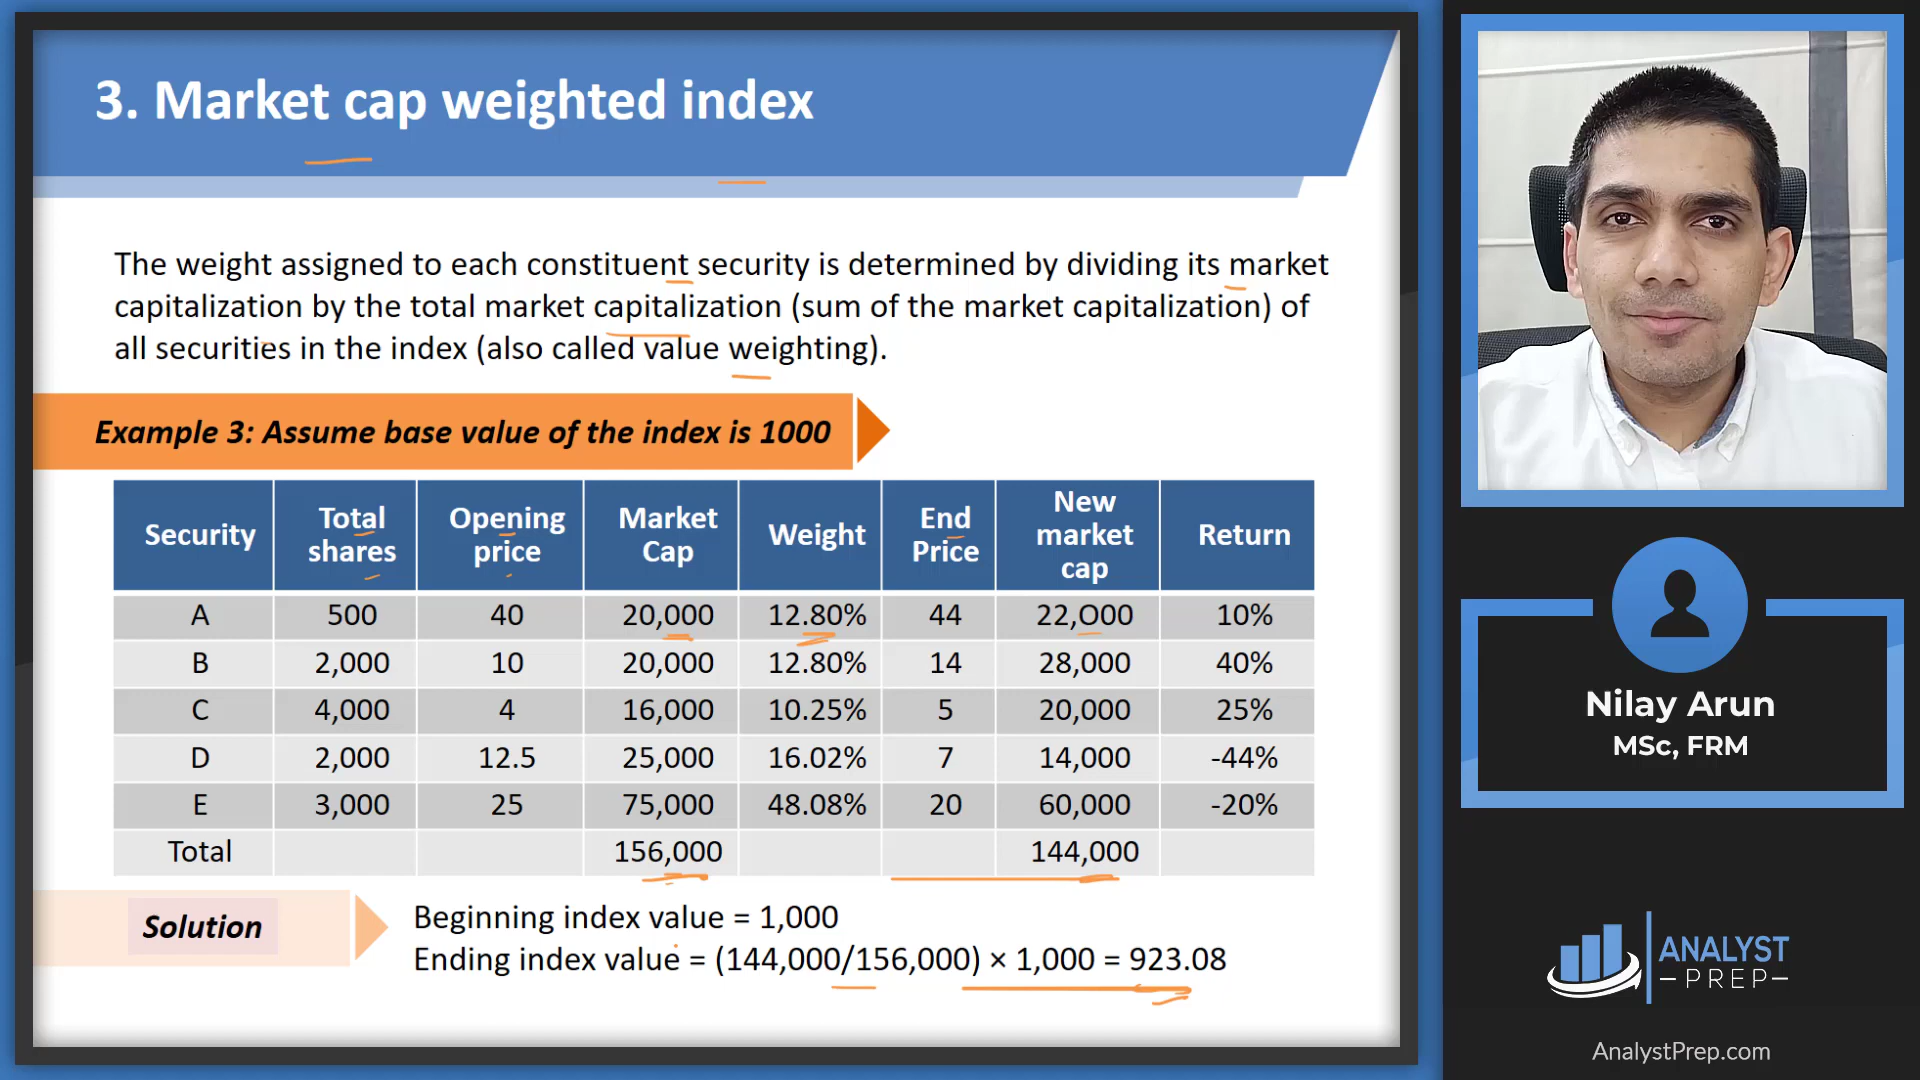 3. Market cap weighted index
The weight assigned to each constituent security is determined by dividing its market
capitalization by the total market capitalization (sum of the market capitalization) of
all securities in the index (also called value weighting).
Example 3: Assume base value of the index is 1000
Security Total shares Opening price Market Cap Weight End Price New market cap Return
A 500 40 20,000 12.80% 44 22,O00 10%
B 2,000 10 20,000 12.80% 14 28,000 40%
C 4,000 4 16,000 10.25% 5 20,000 25%
D 2,000 12.5 25,000 16.02% 7 14,000 -44%
E 3,000 25 75,000 48.08% 20 60,000 -20%
Total 156,000 144,000
Solution
Beginning index value = 1,000
Ending index value = (144,000/156,000) × 1,000 = 923.08
Nilay Arun
MSc, FRM
ANALYST
–PREP–
AnalystPrep.com